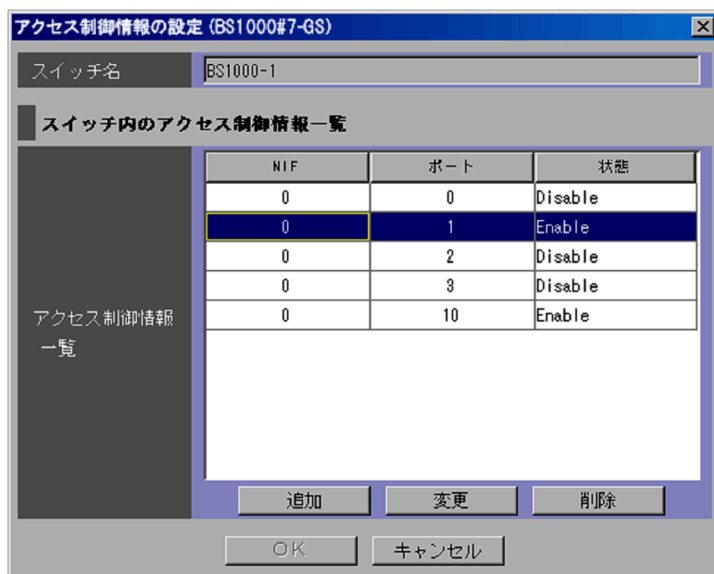 アクセス制御情報の設定 (BS1000#7-GS)
スイッチ名 BS1000-1
スイッチ内のアクセス制御情報一覧
NIF ポート 状態
0 0 Disable
0 1 Enable
0 2 Disable
0 3 Disable
0 10 Enable
アクセス制御情報
一覧
追加 変更 削除
OK キャンセル